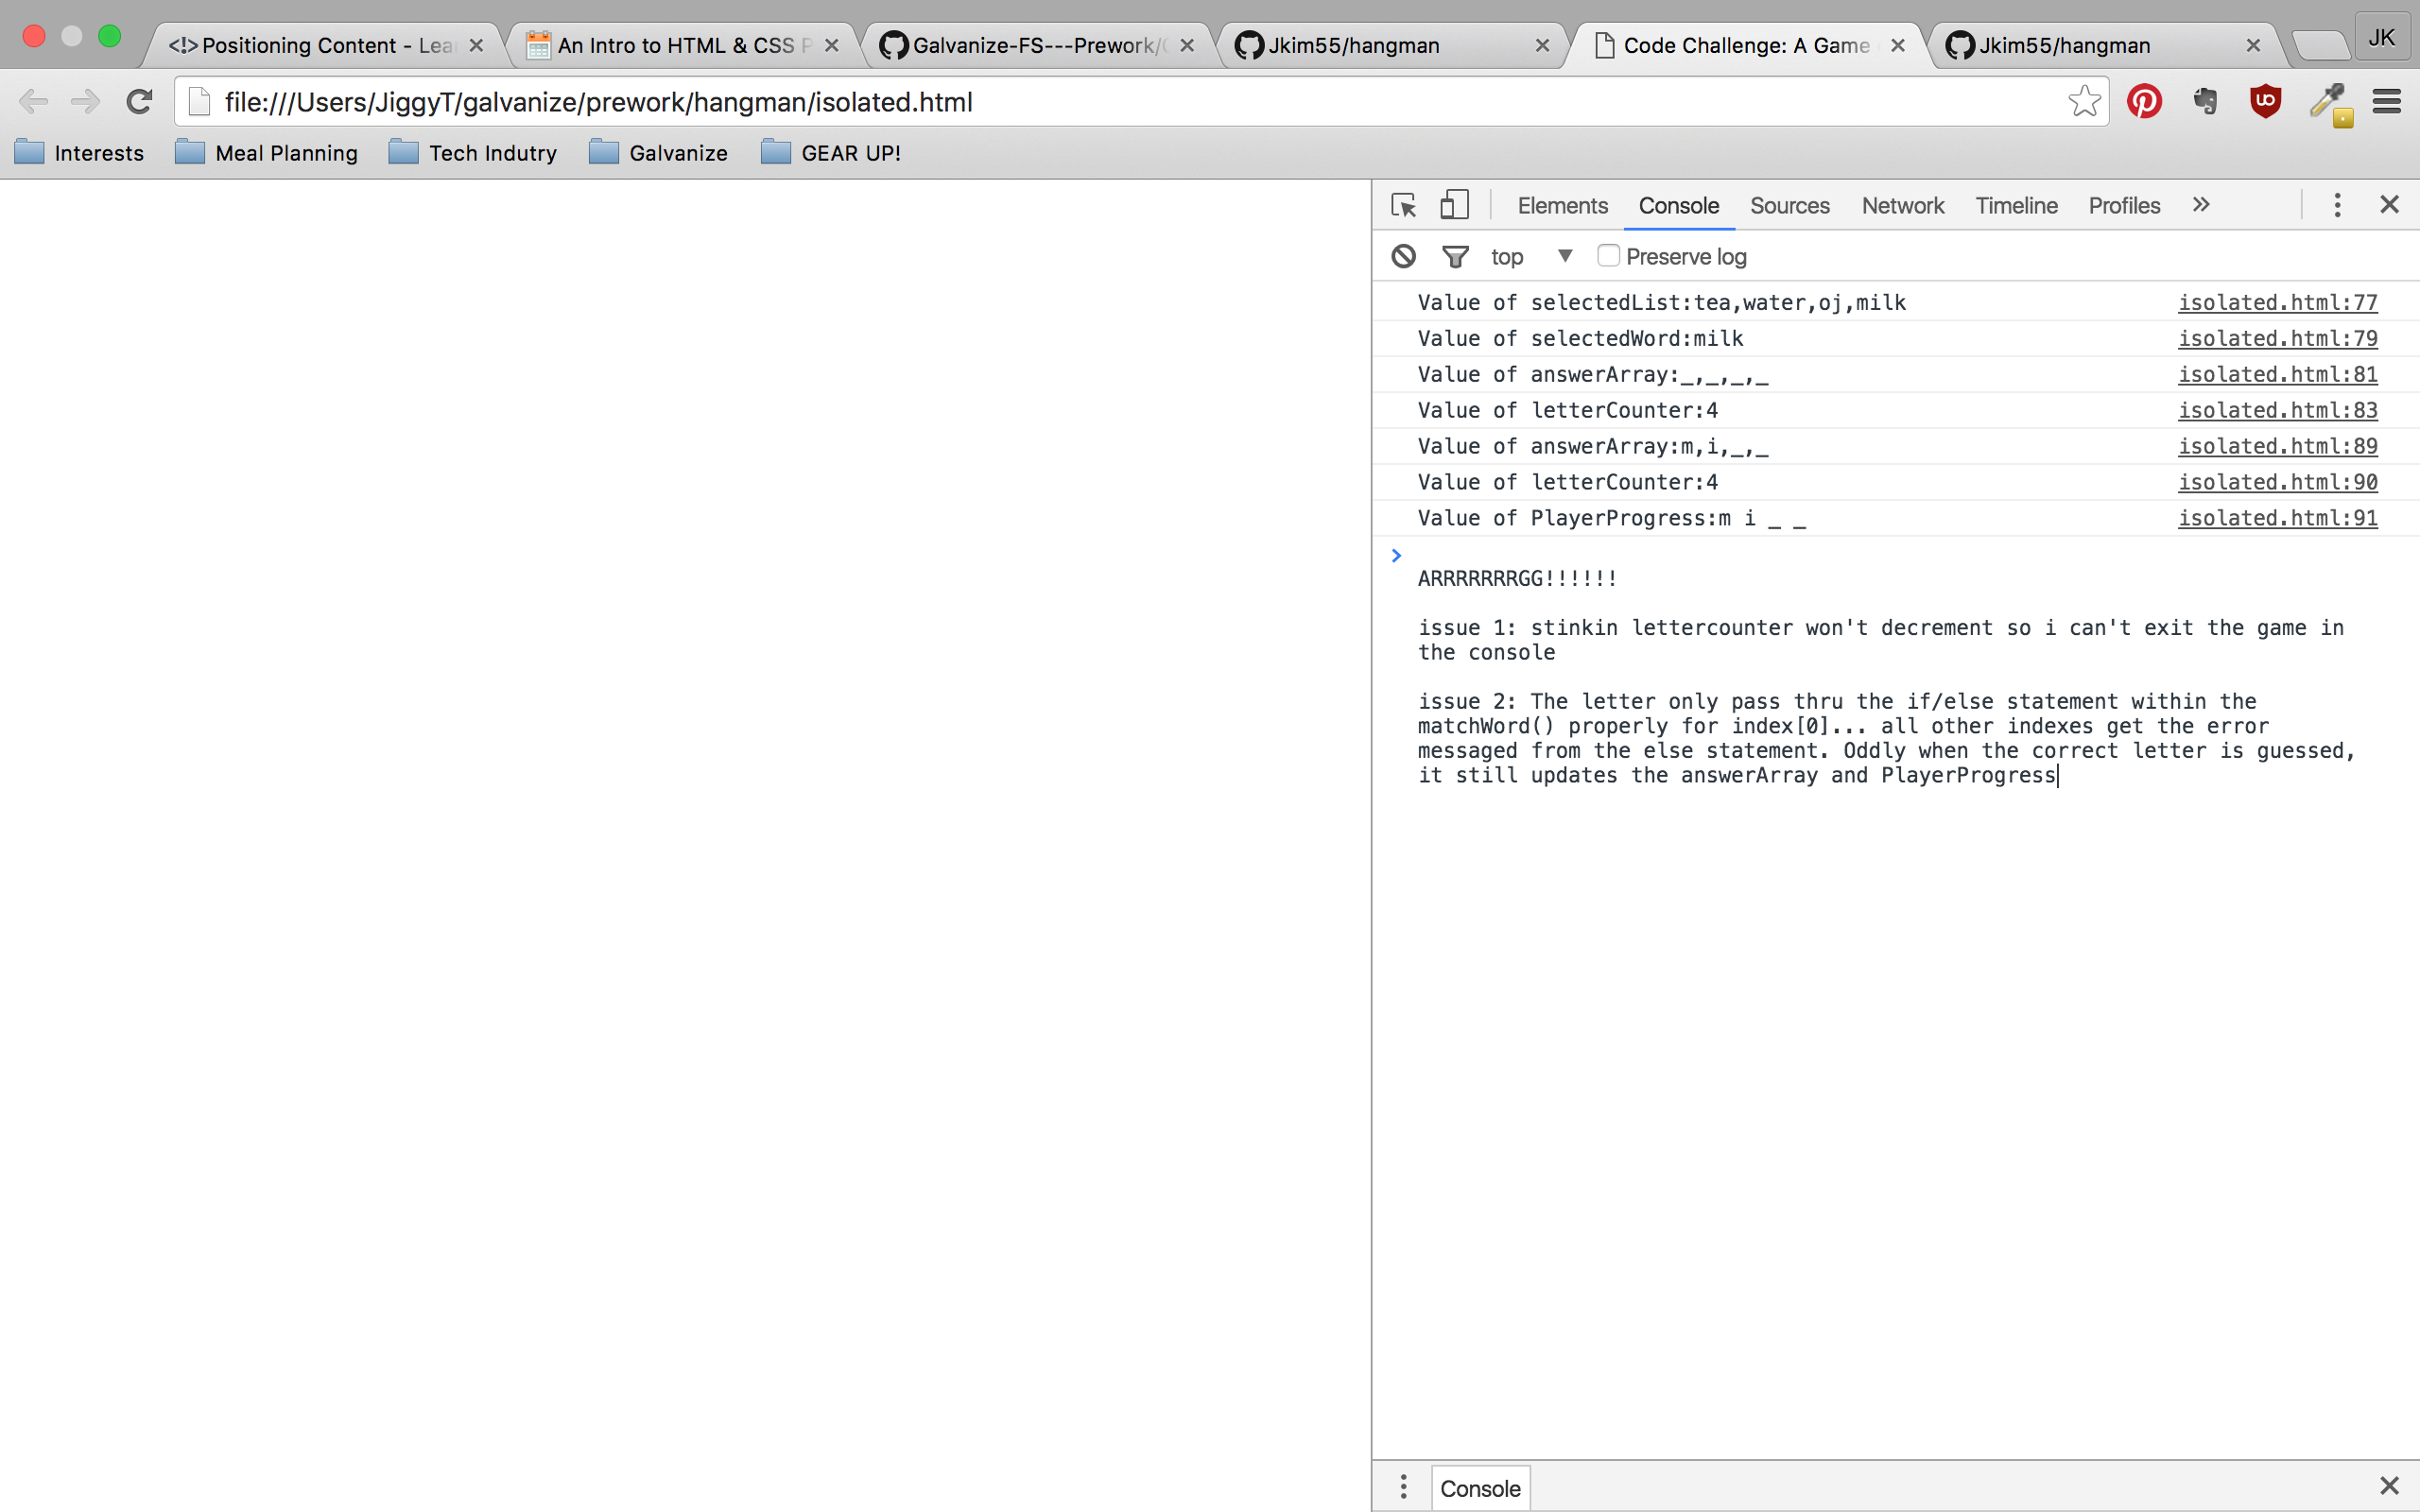 <!> Positioning Content - Lea
An Intro to HTML & CSS P
Galvanize-FS---Prework/
Jkim55/hangman
Code Challenge: A Game
Jkim55/hangman
JK
file:///Users/JiggyT/galvanize/prework/hangman/isolated.html
Interests
Meal Planning
Tech Indutry
Galvanize
GEAR UP!
Elements Console Sources Network Timeline Profiles »
top ▼ Preserve log
Value of selectedList:tea,water,oj,milk isolated.html:77
Value of selectedWord:milk isolated.html:79
Value of answerArray:_,_,_,_ isolated.html:81
Value of letterCounter:4 isolated.html:83
Value of answerArray:m,i,_,_ isolated.html:89
Value of letterCounter:4 isolated.html:90
Value of PlayerProgress:m i _ _ isolated.html:91
>
ARRRRRRRGG!!!!!!
issue 1: stinkin lettercounter won't decrement so i can't exit the game in
the console
issue 2: The letter only pass thru the if/else statement within the
matchWord() properly for index[0]... all other indexes get the error
messaged from the else statement. Oddly when the correct letter is guessed,
it still updates the answerArray and PlayerProgress
Console